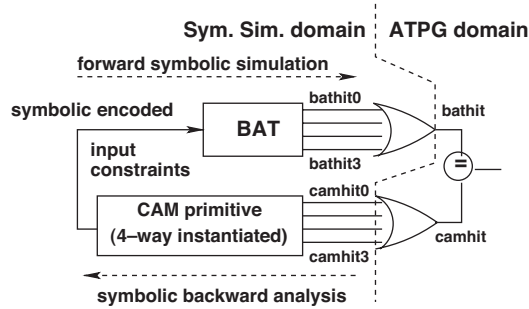 Sym. Sim. domain
ATPG domain
forward symbolic simulation
symbolic encoded
input
constraints
BAT
bathit0
bathit3
bathit
=
CAM primitive
(4–way instantiated)
camhit0
camhit3
camhit
symbolic backward analysis